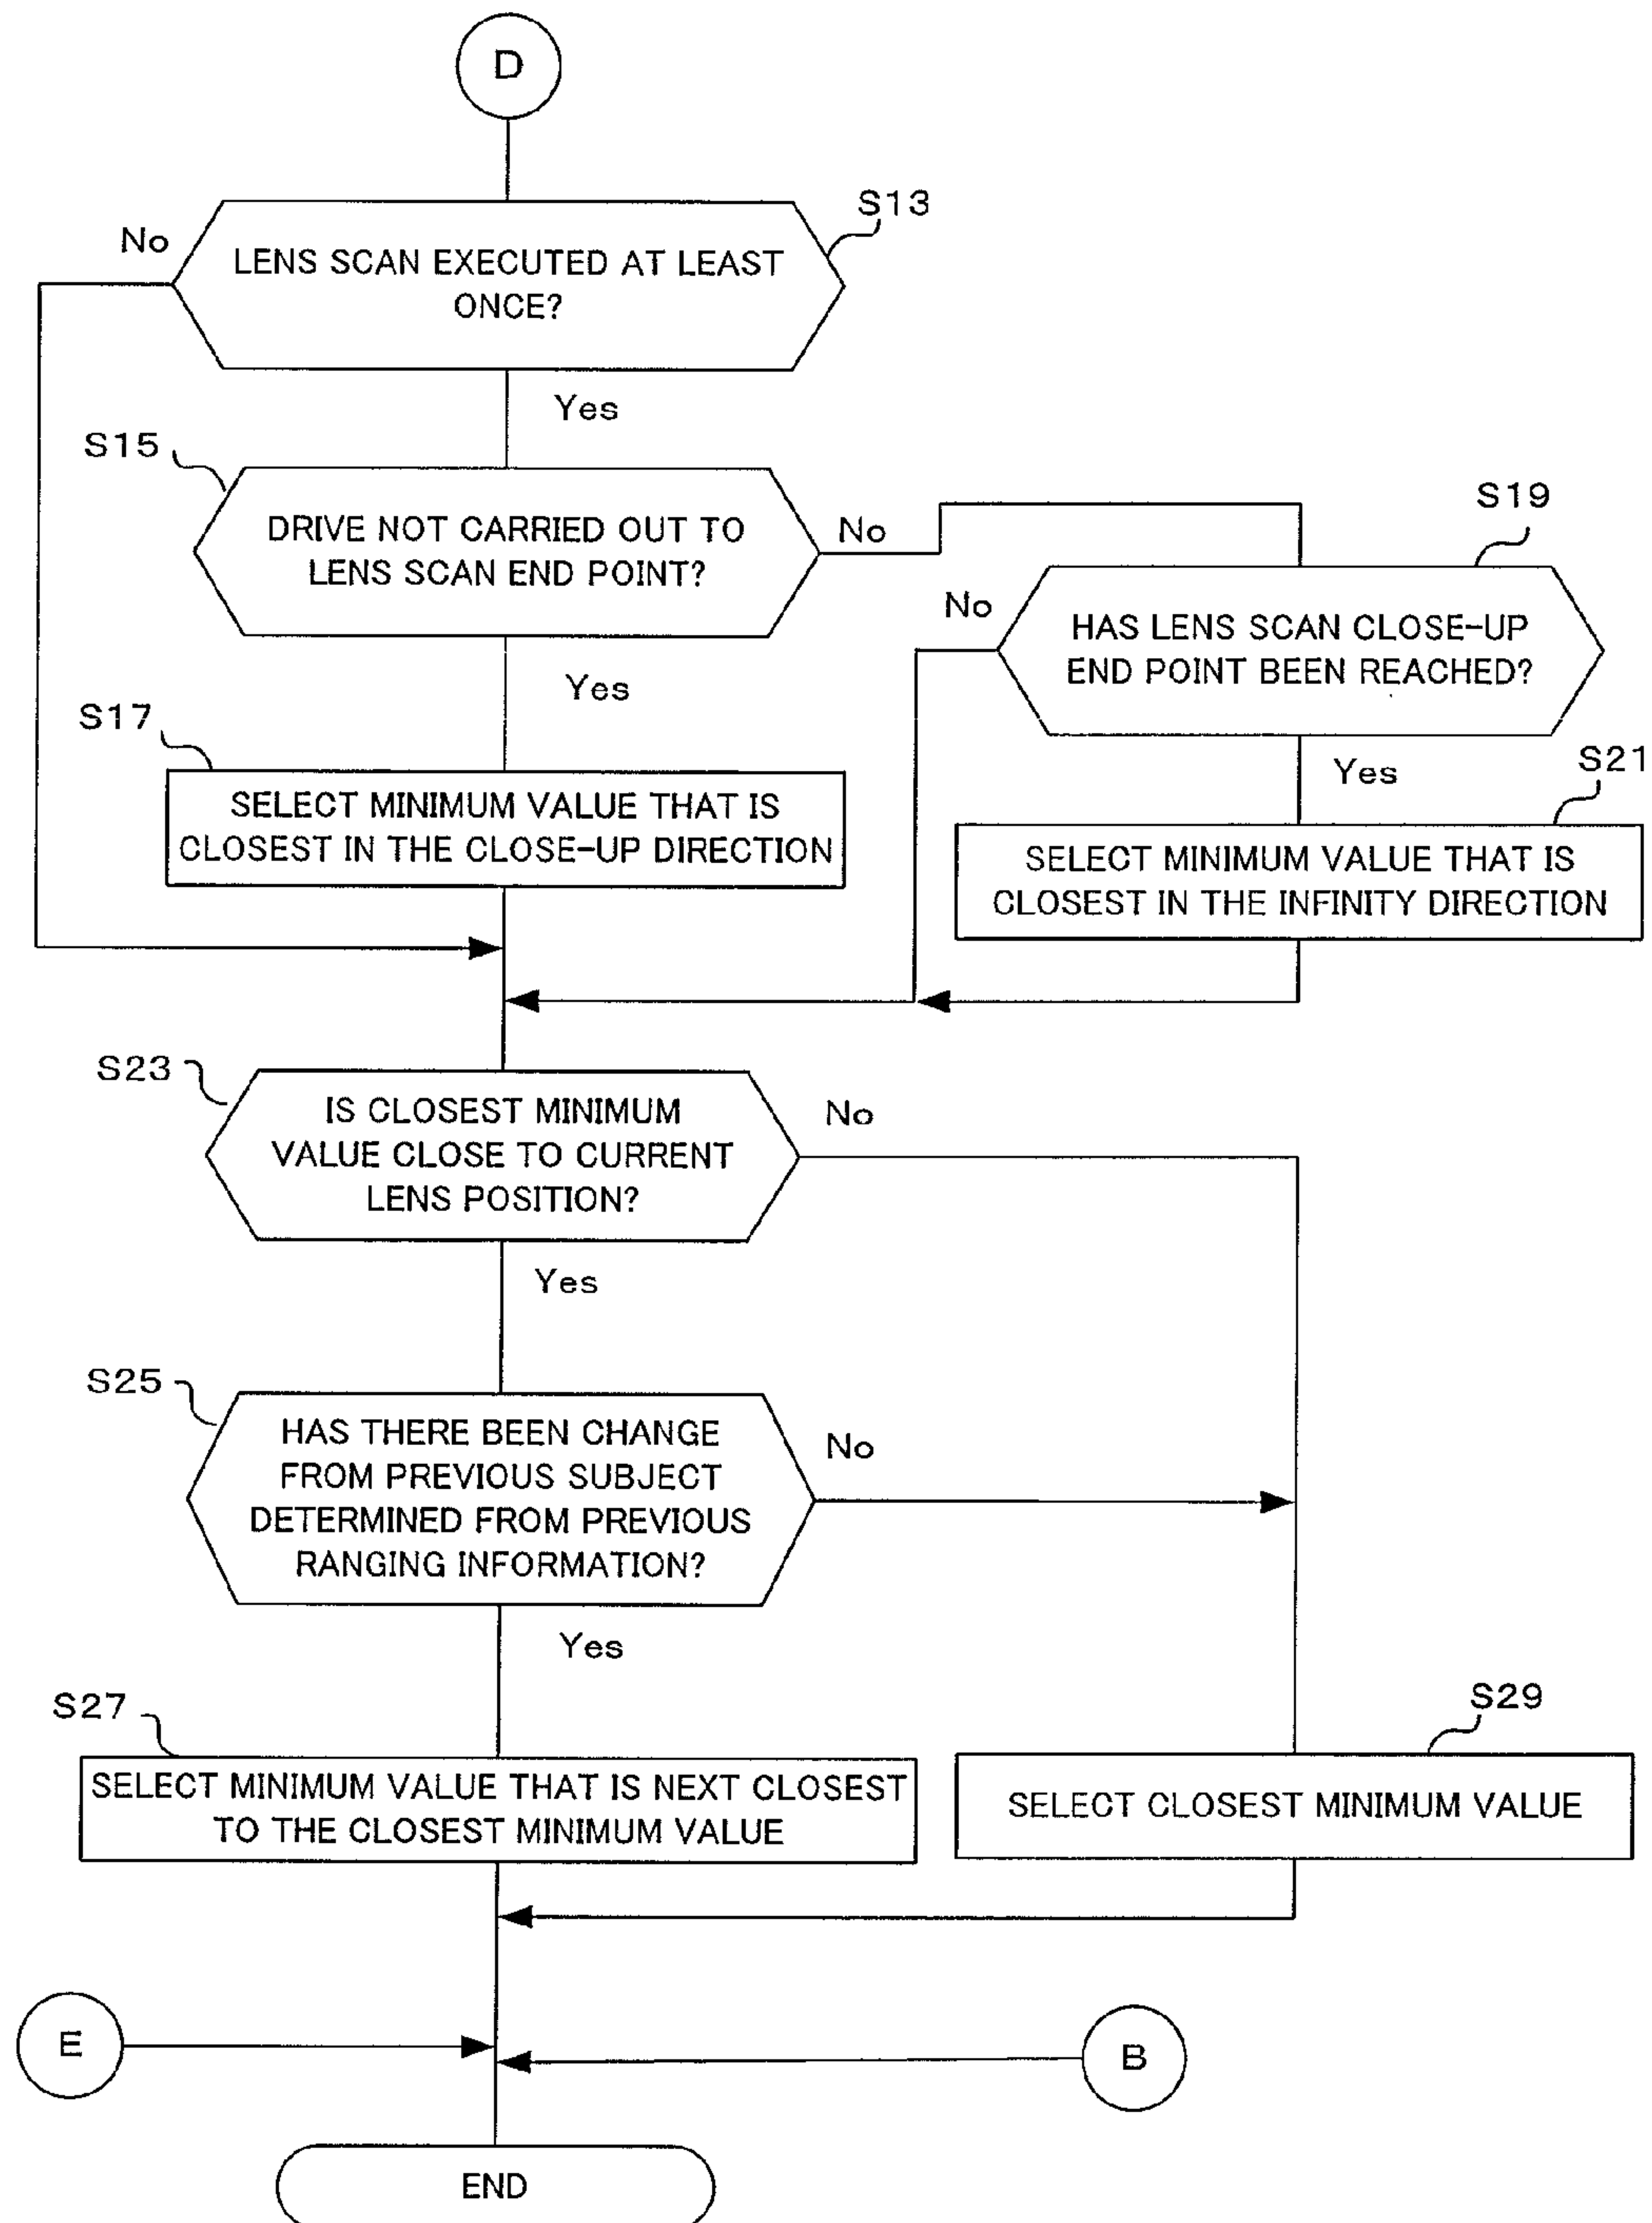 D
S13
No
LENS SCAN EXECUTED AT LEAST
ONCE?
Yes
S15
DRIVE NOT CARRIED OUT TO
LENS SCAN END POINT?
No
S19
No
HAS LENS SCAN CLOSE-UP
END POINT BEEN REACHED?
Yes
Yes
S17
SELECT MINIMUM VALUE THAT IS
CLOSEST IN THE CLOSE-UP DIRECTION
S21
SELECT MINIMUM VALUE THAT IS
CLOSEST IN THE INFINITY DIRECTION
S23
IS CLOSEST MINIMUM
VALUE CLOSE TO CURRENT
LENS POSITION?
No
Yes
S25
HAS THERE BEEN CHANGE
FROM PREVIOUS SUBJECT
DETERMINED FROM PREVIOUS
RANGING INFORMATION?
No
Yes
S27
SELECT MINIMUM VALUE THAT IS NEXT CLOSEST
TO THE CLOSEST MINIMUM VALUE
S29
SELECT CLOSEST MINIMUM VALUE
E
B
END